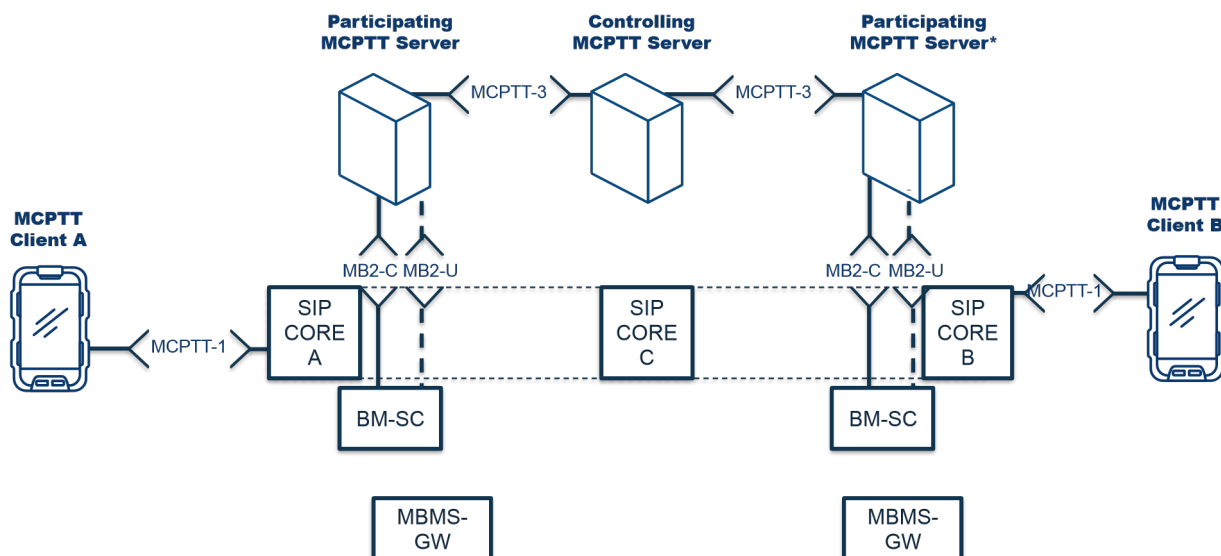 Participating
MCPTT Server
Controlling
MCPTT Server
Participating
MCPTT Server*
MCPTT-3
MCPTT-3
MCPTT
Client A
MCPTT
Client B
MB2-C
MB2-U
MB2-C
MB2-U
MCPTT-1
SIP
CORE
A
SIP
CORE
C
SIP
CORE
B
MCPTT-1
BM-SC
BM-SC
MBMS-
GW
MBMS-
GW